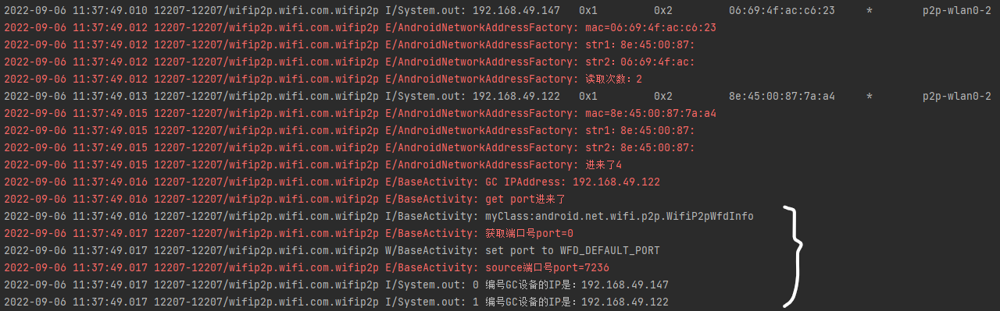 2022-09-06 11:37:49.010 12207-12207/wifip2p.wifi.com.wifip2p I/System.out: 192.168.49.147   0x1         0x2         06:69:4f:ac:c6:23     *        p2p-wlan0-2
2022-09-06 11:37:49.012 12207-12207/wifip2p.wifi.com.wifip2p E/AndroidNetworkAddressFactory: mac=06:69:4f:ac:c6:23
2022-09-06 11:37:49.012 12207-12207/wifip2p.wifi.com.wifip2p E/AndroidNetworkAddressFactory: str1：8e:45:00:87:
2022-09-06 11:37:49.012 12207-12207/wifip2p.wifi.com.wifip2p E/AndroidNetworkAddressFactory: str2：06:69:4f:ac:
2022-09-06 11:37:49.012 12207-12207/wifip2p.wifi.com.wifip2p E/AndroidNetworkAddressFactory: 读取次数：2
2022-09-06 11:37:49.013 12207-12207/wifip2p.wifi.com.wifip2p I/System.out: 192.168.49.122   0x1         0x2         8e:45:00:87:7a:a4     *        p2p-wlan0-2
2022-09-06 11:37:49.015 12207-12207/wifip2p.wifi.com.wifip2p E/AndroidNetworkAddressFactory: mac=8e:45:00:87:7a:a4
2022-09-06 11:37:49.015 12207-12207/wifip2p.wifi.com.wifip2p E/AndroidNetworkAddressFactory: str1：8e:45:00:87:
2022-09-06 11:37:49.015 12207-12207/wifip2p.wifi.com.wifip2p E/AndroidNetworkAddressFactory: str2：8e:45:00:87:
2022-09-06 11:37:49.015 12207-12207/wifip2p.wifi.com.wifip2p E/AndroidNetworkAddressFactory: 进来了4
2022-09-06 11:37:49.016 12207-12207/wifip2p.wifi.com.wifip2p E/BaseActivity: GC IPAddress: 192.168.49.122
2022-09-06 11:37:49.016 12207-12207/wifip2p.wifi.com.wifip2p E/BaseActivity: get port进来了
2022-09-06 11:37:49.016 12207-12207/wifip2p.wifi.com.wifip2p I/BaseActivity: myClass:android.net.wifi.p2p.WifiP2pWfdInfo
2022-09-06 11:37:49.017 12207-12207/wifip2p.wifi.com.wifip2p E/BaseActivity: 获取端口号port=0
2022-09-06 11:37:49.017 12207-12207/wifip2p.wifi.com.wifip2p W/BaseActivity: set port to WFD_DEFAULT_PORT
2022-09-06 11:37:49.017 12207-12207/wifip2p.wifi.com.wifip2p E/BaseActivity: source端口号port=7236
2022-09-06 11:37:49.017 12207-12207/wifip2p.wifi.com.wifip2p I/System.out: 0 编号GC设备的IP是：192.168.49.147
2022-09-06 11:37:49.017 12207-12207/wifip2p.wifi.com.wifip2p I/System.out: 1 编号GC设备的IP是：192.168.49.122